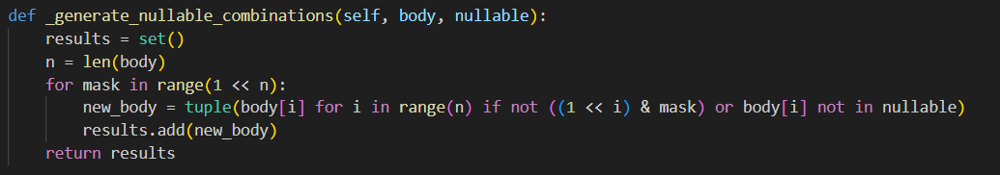 def _generate_nullable_combinations(self, body, nullable):
    results = set()
    n = len(body)
    for mask in range(1 << n):
        new_body = tuple(body[i] for i in range(n) if not ((1 << i) & mask) or body[i] not in nullable)
        results.add(new_body)
    return results